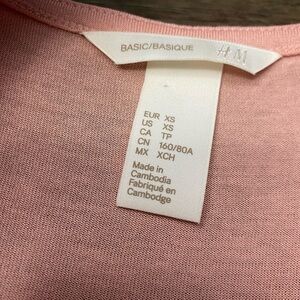 BASIC/BASIQUE H&M
EUR XS
US XS
CA TP
CN 160/80A
MX XCH
Made in
Cambodia
Fabriqué en
Cambodge